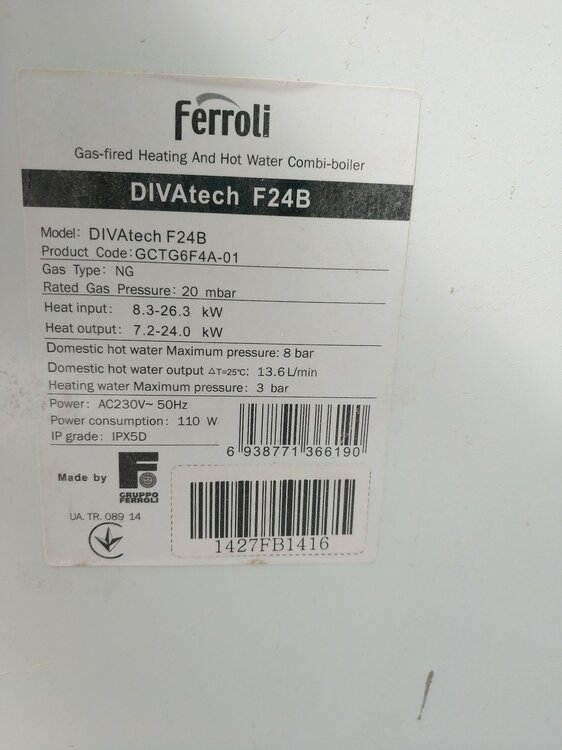 Ferroli
Gas-fired Heating And Hot Water Combi-boiler
DIVAtech F24B
Model: DIVAtech F24B
Product Code: GCTG6F4A-01
Gas Type: NG
Rated Gas Pressure: 20 mbar
Heat input: 8.3-26.3 kW
Heat output: 7.2-24.0 kW
Domestic hot water Maximum pressure: 8 bar
Domestic hot water output △T=25℃: 13.6L/min
Heating water Maximum pressure: 3 bar
Power: AC230V~ 50Hz
Power consumption: 110 W
IP grade: IPX5D
6 938771 366190
Made by
GRUPPO
FERROLI
UA. TR. 089 14
1427FB1416